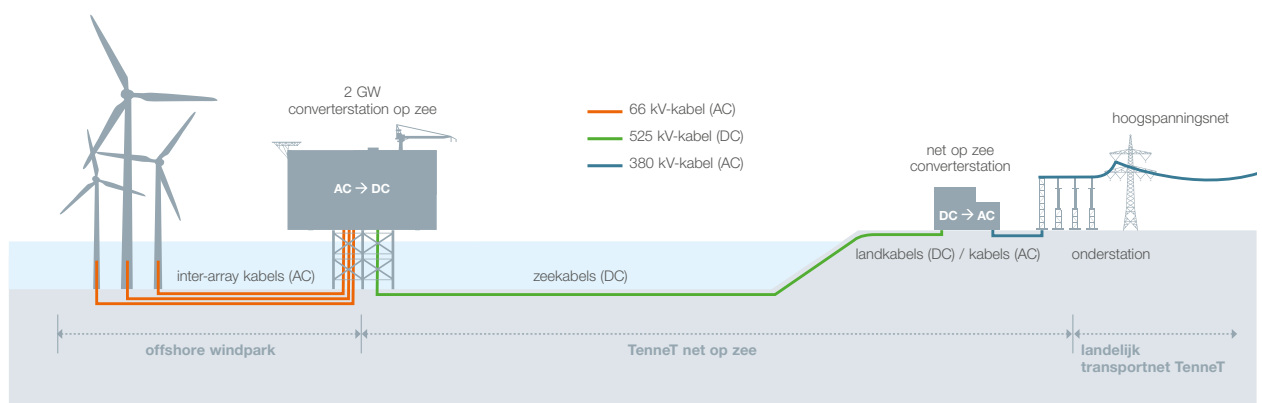 2 GW
converterstation op zee
66 kV-kabel (AC)
525 kV-kabel (DC)
380 kV-kabel (AC)
hoogspanningsnet
net op zee
converterstation
AC → DC
DC → AC
inter-array kabels (AC)
zeekabels (DC)
landkabels (DC) / kabels (AC)
onderstation
offshore windpark
TenneT net op zee
landelijk
transportnet TenneT